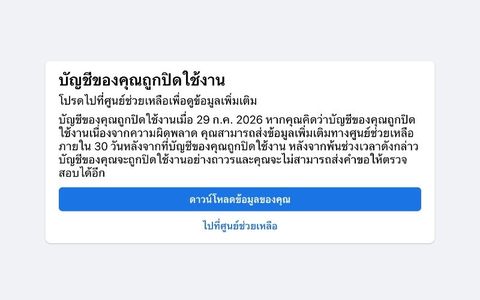 บัญชีของคุณถูกปิดใช้งาน
โปรดไปที่ศูนย์ช่วยเหลือเพื่อดูข้อมูลเพิ่มเติม
บัญชีของคุณถูกปิดใช้งานเมื่อ 29 ก.ค. 2026 หากคุณคิดว่าบัญชีของคุณถูกปิด
ใช้งานเนื่องจากความผิดพลาด คุณสามารถส่งข้อมูลเพิ่มเติมทางศูนย์ช่วยเหลือ
ภายใน 30 วันหลังจากที่บัญชีของคุณถูกปิดใช้งาน หลังจากพ้นช่วงเวลาดังกล่าว
บัญชีของคุณจะถูกปิดใช้งานอย่างถาวรและคุณจะไม่สามารถส่งคำขอให้ตรวจ
สอบได้อีก
ดาวน์โหลดข้อมูลของคุณ
ไปที่ศูนย์ช่วยเหลือ